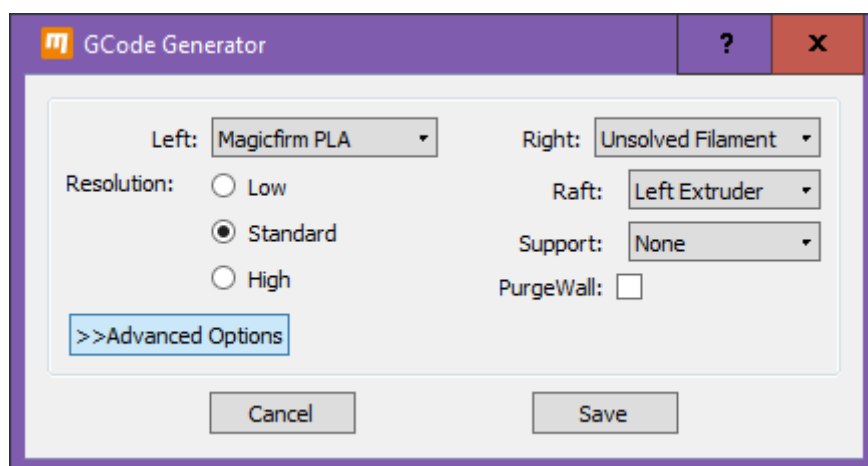 m GCode Generator ? x
Left: Magicfirm PLA Right: Unsolved Filament
Resolution: Low Raft: Left Extruder
Standard Support: None
High PurgeWall:
>>Advanced Options
Cancel Save